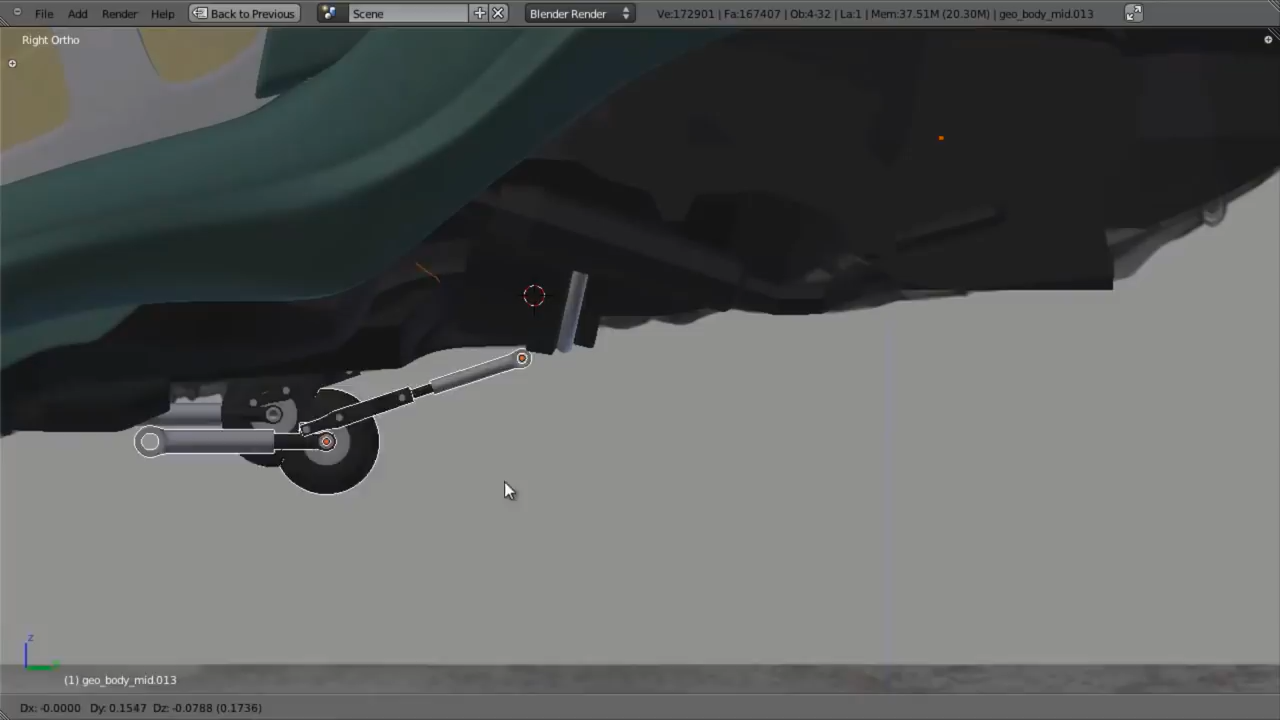 File Add Render Help Back to Previous Scene Blender Render Ve:172901 | Fa:167407 | Ob:4-32 | La:1 | Mem:37.51M (20.30M) | geo_body_mid.013
Right Ortho
z
(1) geo_body_mid.013
Dx: -0.0000 Dy: 0.1547 Dz: -0.0788 (0.1736)